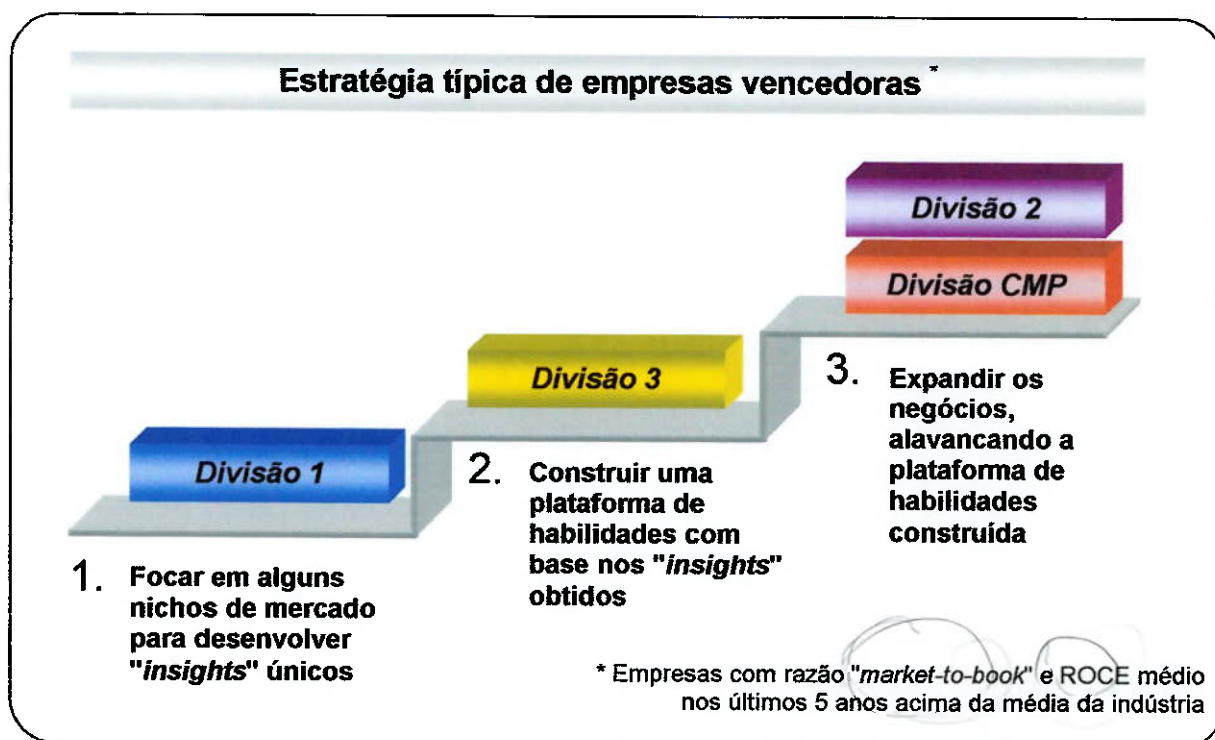 Estratégia típica de empresas vencedoras *
Divisão 2
Divisão CMP
Divisão 3
Divisão 1
1. Focar em alguns
nichos de mercado
para desenvolver
"insights" únicos
2. Construir uma
plataforma de
habilidades com
base nos "insights"
obtidos
3. Expandir os
negócios,
alavancando a
plataforma de
habilidades
construída
* Empresas com razão "market-to-book" e ROCE médio
nos últimos 5 anos acima da média da indústria